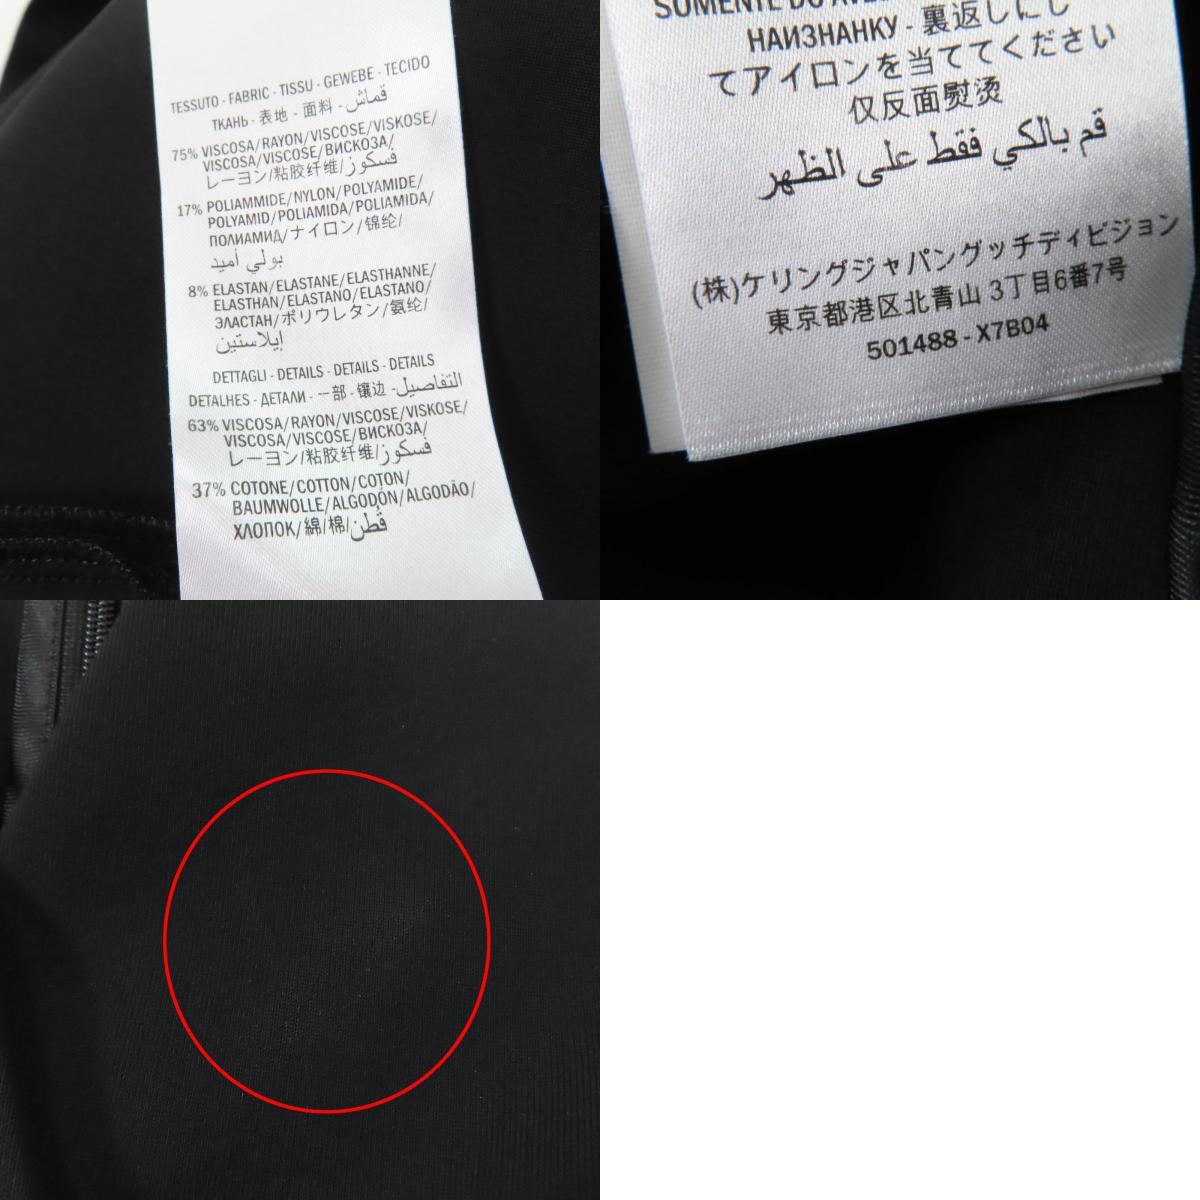 TESSUTO - FABRIC - TISSU - GEWEBE - TECIDO
ТКАНЬ - 表地 - 面料 - قماش
75% VISCOSA/RAYON/VISCOSE/VISKOSE/
VISCOSA/VISCOSE/ВИСКОЗА/
レーヨン/粘胶纤维/فسكوز
17% POLIAMMIDE/NYLON/POLYAMIDE/
POLYAMID/POLIAMIDA/POLIAMIDA/
ПОЛИАМИД/ナイロン/锦纶/
بولي أميد
8% ELASTAN/ELASTANE/ELASTHANNE/
ELASTHAN/ELASTANO/ELASTANO/
ЭЛАСТАН/ポリウレタン/氨纶/
إيلاستين
DETTAGLI - DETAILS - DETAILS - DETAILS
DETALHES - ДЕТАЛИ - 一部 - 镶边 - التفاصيل
63% VISCOSA/RAYON/VISCOSE/VISKOSE/
VISCOSA/VISCOSE/ВИСКОЗА/
レーヨン/粘胶纤维/فسكوز
37% COTONE/COTTON/COTON/
BAUMWOLLE/ALGODÓN/ALGODÃO/
ХЛОПОК/綿/棉/قطن
SOMENTE DO
НАИЗНАНКУ - 裏返しにし
てアイロンを当ててください
仅反面熨烫
قم بالكي فقط على الظهر
(株)ケリングジャパングッチディビジョン
東京都港区北青山 3丁目6番7号
501488 - X7B04